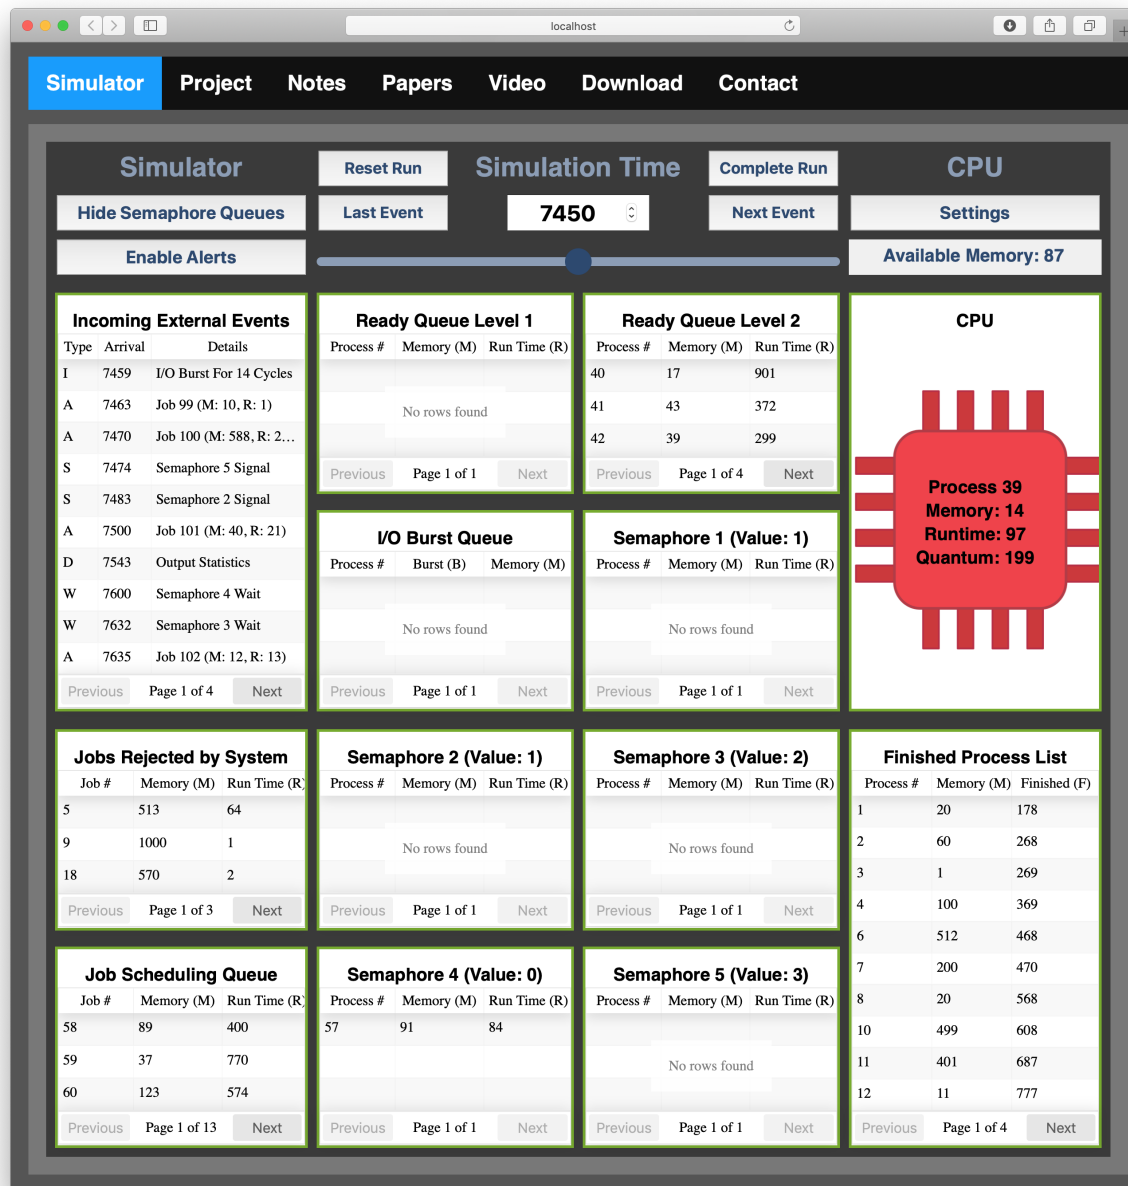 localhost
Simulator Project Notes Papers Video Download Contact
Simulator
Hide Semaphore Queues
Enable Alerts
Reset Run
Last Event
Simulation Time
7450
Complete Run
Next Event
CPU
Settings
Available Memory: 87
Incoming External Events
Type Arrival Details
I 7459 I/O Burst For 14 Cycles
A 7463 Job 99 (M: 10, R: 1)
A 7470 Job 100 (M: 588, R: 2...
S 7474 Semaphore 5 Signal
S 7483 Semaphore 2 Signal
A 7500 Job 101 (M: 40, R: 21)
D 7543 Output Statistics
W 7600 Semaphore 4 Wait
W 7632 Semaphore 3 Wait
A 7635 Job 102 (M: 12, R: 13)
Previous Page 1 of 4 Next
Ready Queue Level 1
Process # Memory (M) Run Time (R)
No rows found
Previous Page 1 of 1 Next
Ready Queue Level 2
Process # Memory (M) Run Time (R)
40 17 901
41 43 372
42 39 299
Previous Page 1 of 4 Next
CPU
Process 39
Memory: 14
Runtime: 97
Quantum: 199
I/O Burst Queue
Process # Burst (B) Memory (M)
No rows found
Previous Page 1 of 1 Next
Semaphore 1 (Value: 1)
Process # Memory (M) Run Time (R)
No rows found
Previous Page 1 of 1 Next
Jobs Rejected by System
Job # Memory (M) Run Time (R)
5 513 64
9 1000 1
18 570 2
Previous Page 1 of 3 Next
Semaphore 2 (Value: 1)
Process # Memory (M) Run Time (R)
No rows found
Previous Page 1 of 1 Next
Semaphore 3 (Value: 2)
Process # Memory (M) Run Time (R)
No rows found
Previous Page 1 of 1 Next
Finished Process List
Process # Memory (M) Finished (F)
1 20 178
2 60 268
3 1 269
4 100 369
6 512 468
7 200 470
8 20 568
10 499 608
11 401 687
12 11 777
Previous Page 1 of 4 Next
Job Scheduling Queue
Job # Memory (M) Run Time (R)
58 89 400
59 37 770
60 123 574
Previous Page 1 of 13 Next
Semaphore 4 (Value: 0)
Process # Memory (M) Run Time (R)
57 91 84
Previous Page 1 of 1 Next
Semaphore 5 (Value: 3)
Process # Memory (M) Run Time (R)
No rows found
Previous Page 1 of 1 Next